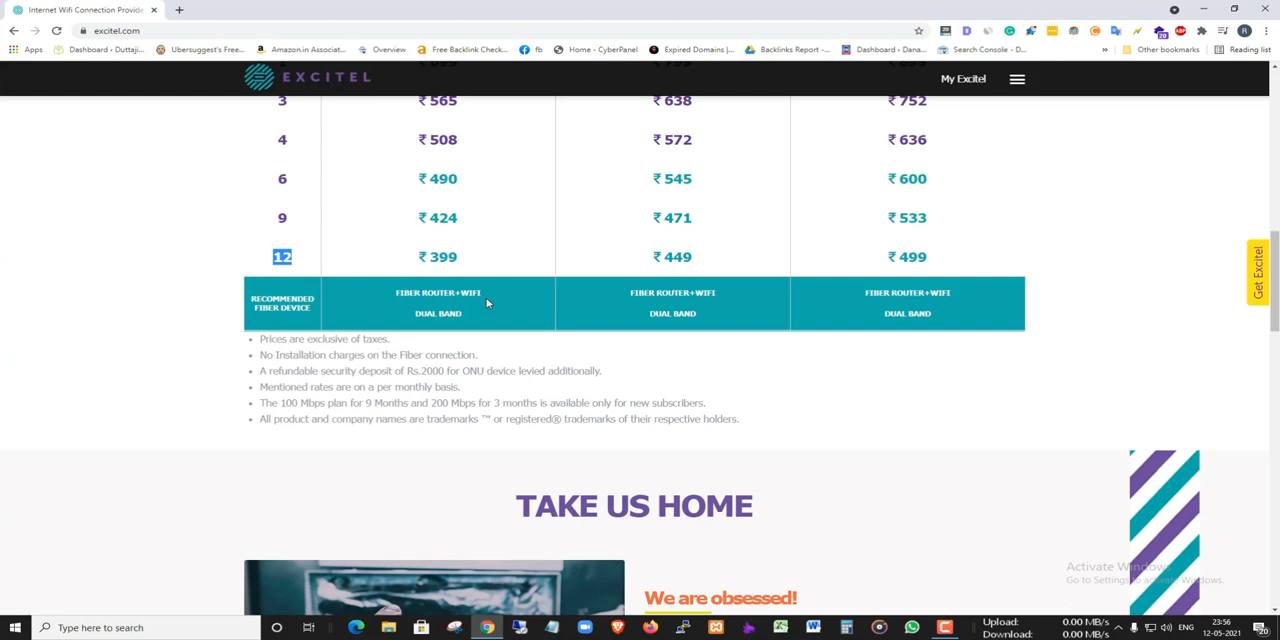 Internet Wifi Connection Provide
excitel.com
Apps
Dashboard ‹ Duttaji...
Ubersuggest's Free...
Amazon.in Associat...
Overview
Free Backlink Check...
fb
Home - CyberPanel
Expired Domains |...
Backlinks Report -...
Dashboard ‹ Dana...
Search Console - D...
»
Other bookmarks
Reading list
EXCITEL
My Excitel
3 ₹ 565 ₹ 638 ₹ 752
4 ₹ 508 ₹ 572 ₹ 636
6 ₹ 490 ₹ 545 ₹ 600
9 ₹ 424 ₹ 471 ₹ 533
12 ₹ 399 ₹ 449 ₹ 499
RECOMMENDED
FIBER DEVICE
FIBER ROUTER+WIFI
DUAL BAND
FIBER ROUTER+WIFI
DUAL BAND
FIBER ROUTER+WIFI
DUAL BAND
Get Excitel
• Prices are exclusive of taxes.
• No Installation charges on the Fiber connection.
• A refundable security deposit of Rs.2000 for ONU device levied additionally.
• Mentioned rates are on a per monthly basis.
• The 100 Mbps plan for 9 Months and 200 Mbps for 3 months is available only for new subscribers.
• All product and company names are trademarks ™ or registered® trademarks of their respective holders.
TAKE US HOME
We are obsessed!
Activate Windows
Go to Settings to activate Windows.
Type here to search
Upload: 0.00 MB/s
Download: 0.00 MB/s
ENG
23:56
12-05-2021